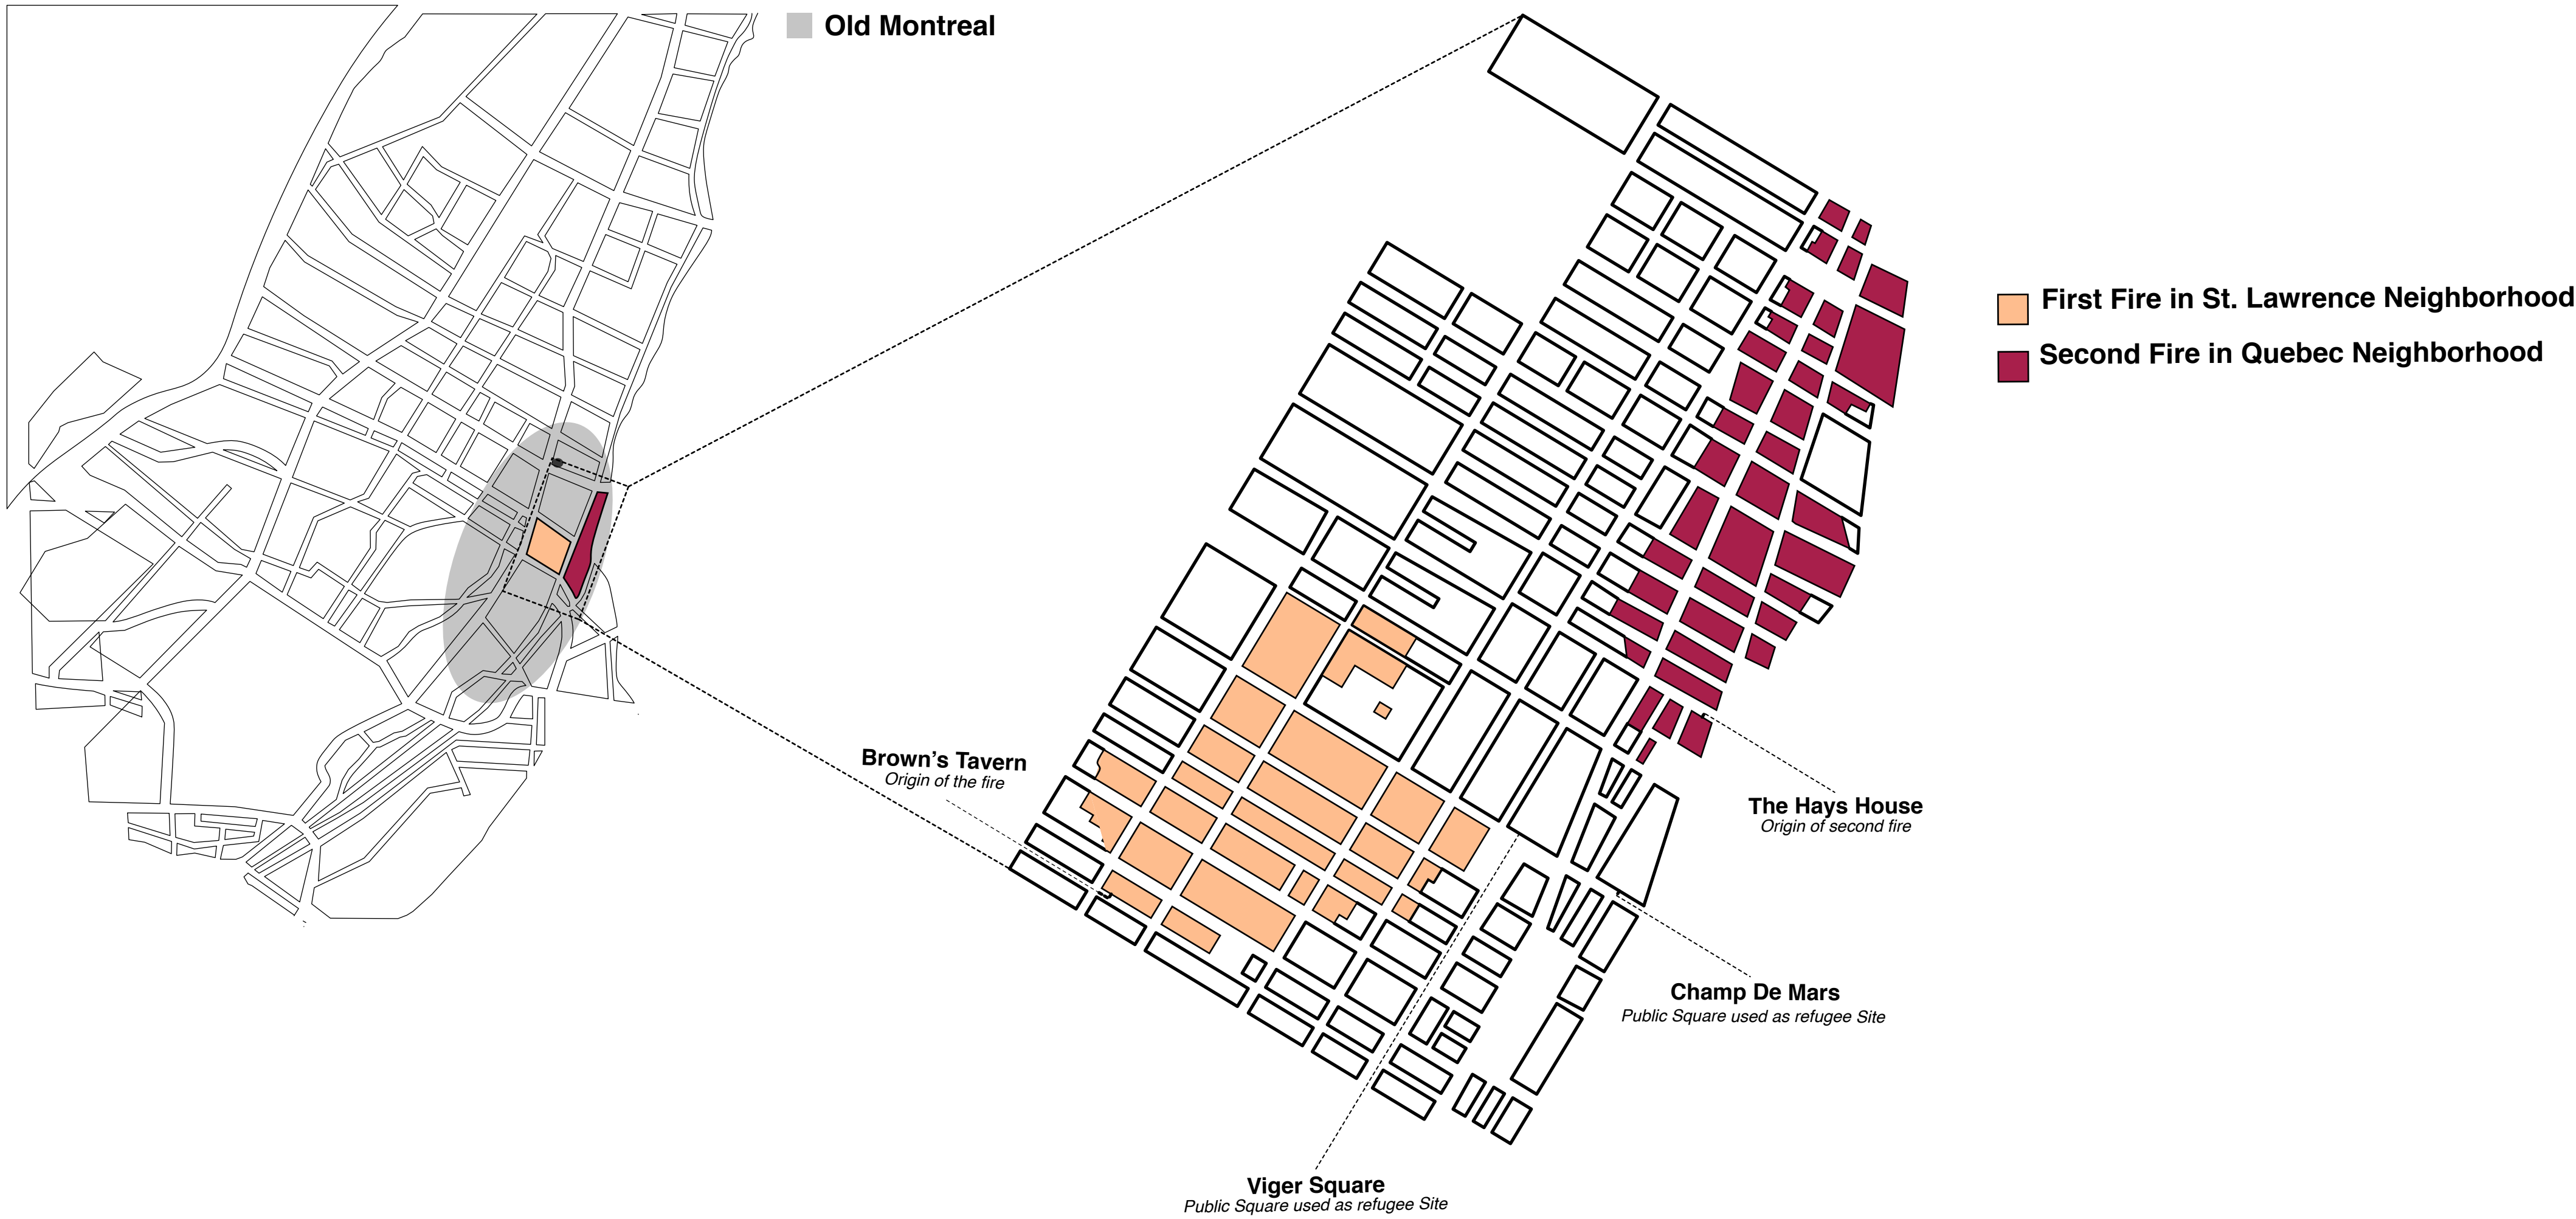 Old Montreal
First Fire in St. Lawrence Neighborhood
Second Fire in Quebec Neighborhood
Brown’s Tavern
Origin of the fire
The Hays House
Origin of second fire
Champ De Mars
Public Square used as refugee Site
Viger Square
Public Square used as refugee Site